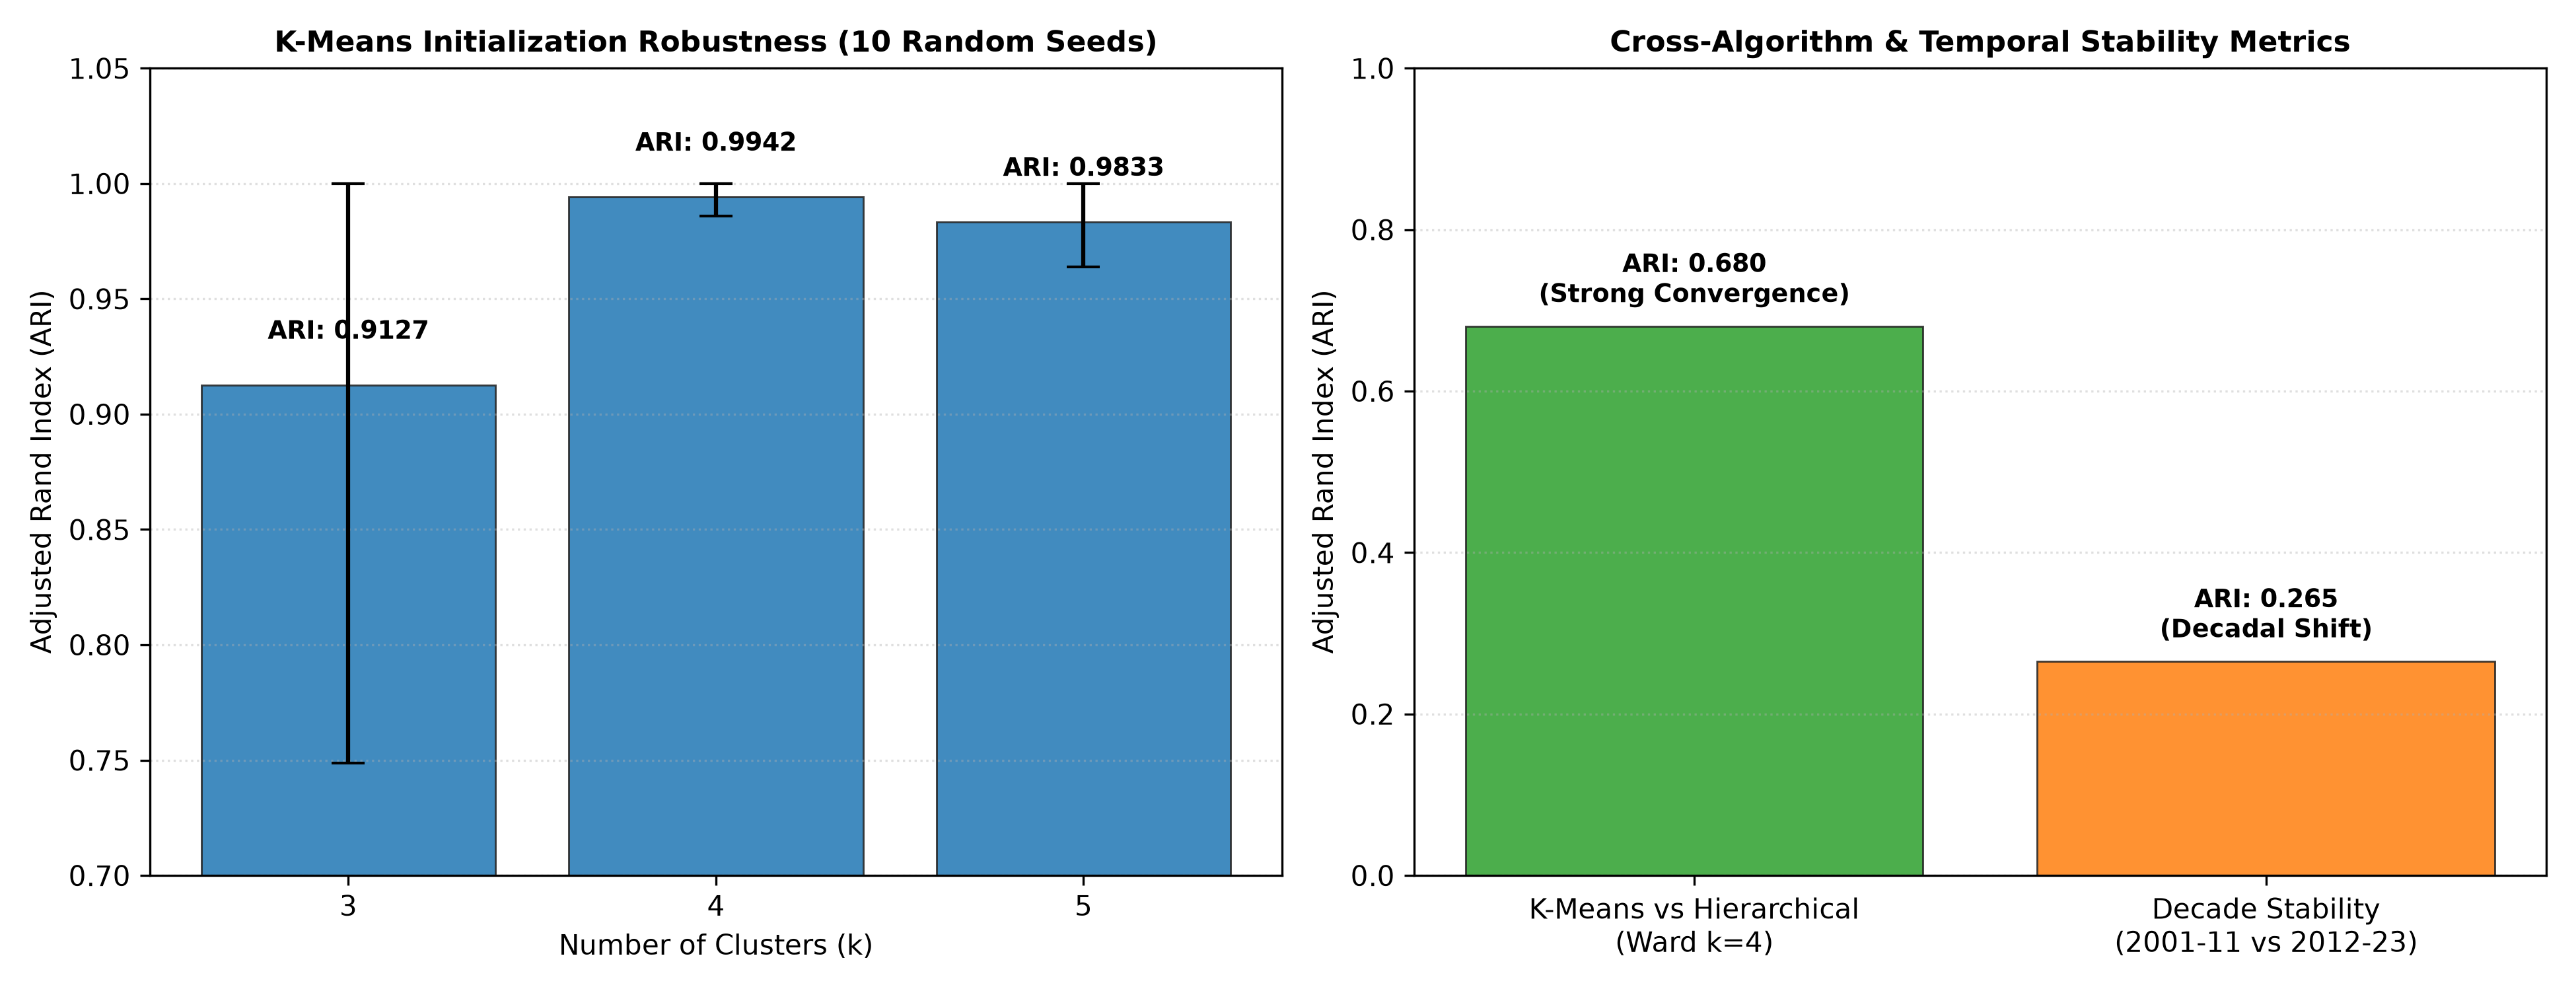 K-Means Initialization Robustness (10 Random Seeds)
Adjusted Rand Index (ARI)
1.05
1.00
0.95
0.90
0.85
0.80
0.75
0.70
ARI: 0.9127
ARI: 0.9942
ARI: 0.9833
3
4
5
Number of Clusters (k)
Cross-Algorithm & Temporal Stability Metrics
Adjusted Rand Index (ARI)
1.0
0.8
0.6
0.4
0.2
0.0
ARI: 0.680
(Strong Convergence)
ARI: 0.265
(Decadal Shift)
K-Means vs Hierarchical
(Ward k=4)
Decade Stability
(2001-11 vs 2012-23)